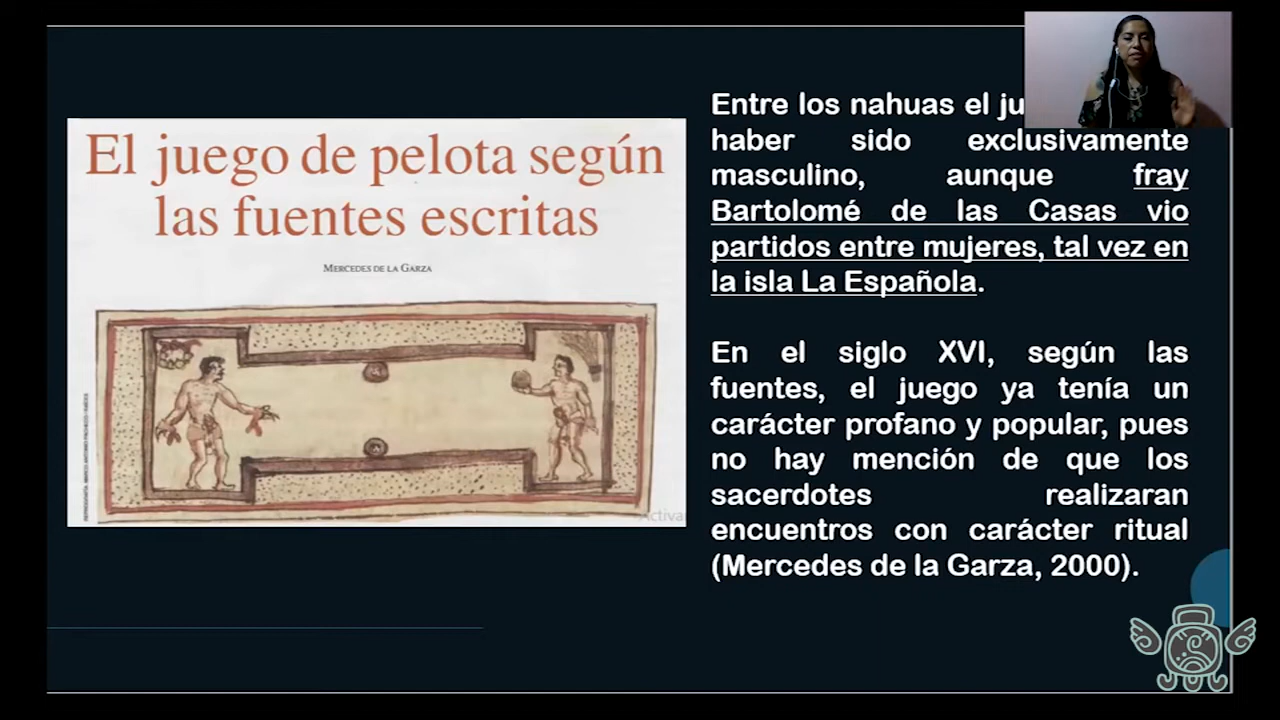 El juego de pelota según
las fuentes escritas
MERCEDES DE LA GARZA
Entre los nahuas el
haber sido exclusivamente
masculino, aunque fray
Bartolomé de las Casas vio
partidos entre mujeres, tal vez en
la isla La Española.
En el siglo XVI, según las
fuentes, el juego ya tenía un
carácter profano y popular, pues
no hay mención de que los
sacerdotes realizaran
encuentros con carácter ritual
(Mercedes de la Garza, 2000).